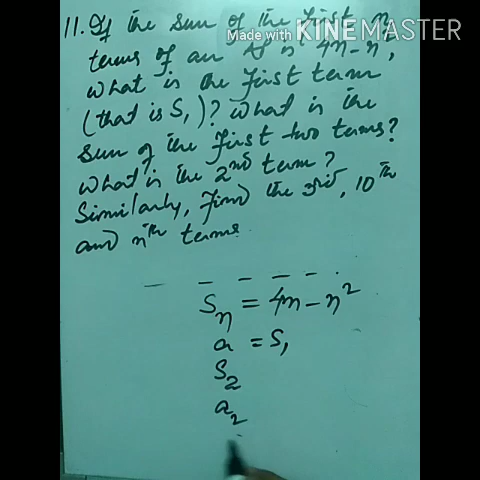 Made with KINEMASTER
11. If the sum of the first n
terms of an AP is 4n - n²,
what is the first term
(that is S₁)? What is the
sum of the first two terms?
What is the 2nd term?
Similarly, find the 3rd, 10th
and nth terms.
Sₙ = 4n - n²
a = S₁
S₂
a₂